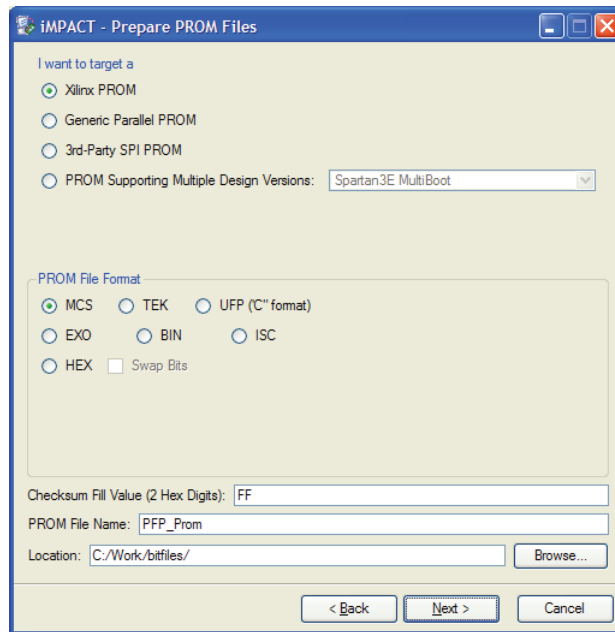 iMPACT - Prepare PROM Files
I want to target a
Xilinx PROM
Generic Parallel PROM
3rd-Party SPI PROM
PROM Supporting Multiple Design Versions: Spartan3E MultiBoot
PROM File Format
MCS TEK UFP ("C" format)
EXO BIN ISC
HEX Swap Bits
Checksum Fill Value (2 Hex Digits): FF
PROM File Name: PFP_Prom
Location: C:/Work/bitfiles/ Browse...
< Back Next > Cancel